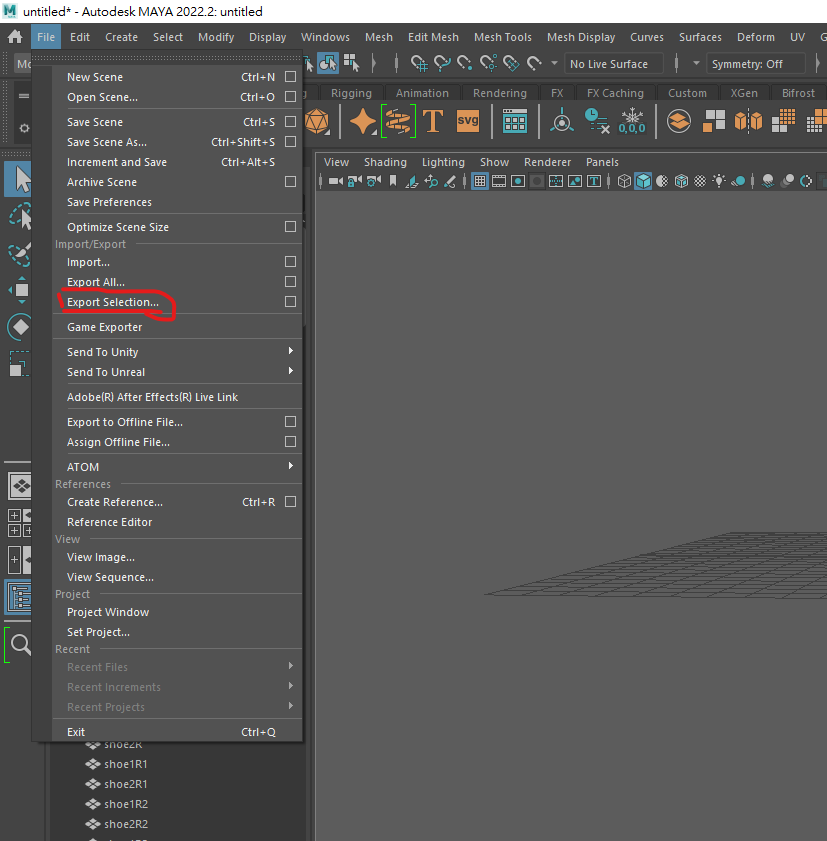 untitled* - Autodesk MAYA 2022.2: untitled
File Edit Create Select Modify Display Windows Mesh Edit Mesh Mesh Tools Mesh Display Curves Surfaces Deform UV G
Mo No Live Surface Symmetry: Off
Rigging Animation Rendering FX FX Caching Custom XGen Bifrost
T svg 0,0,0
View Shading Lighting Show Renderer Panels
New Scene Ctrl+N
Open Scene... Ctrl+O
Save Scene Ctrl+S
Save Scene As... Ctrl+Shift+S
Increment and Save Ctrl+Alt+S
Archive Scene
Save Preferences
Optimize Scene Size
Import/Export
Import...
Export All...
Export Selection...
Game Exporter
Send To Unity
Send To Unreal
Adobe(R) After Effects(R) Live Link
Export to Offline File...
Assign Offline File...
ATOM
References
Create Reference... Ctrl+R
Reference Editor
View
View Image...
View Sequence...
Project
Project Window
Set Project...
Recent
Recent Files
Recent Increments
Recent Projects
Exit Ctrl+Q
shoe2R
shoe1R1
shoe2R1
shoe1R2
shoe2R2